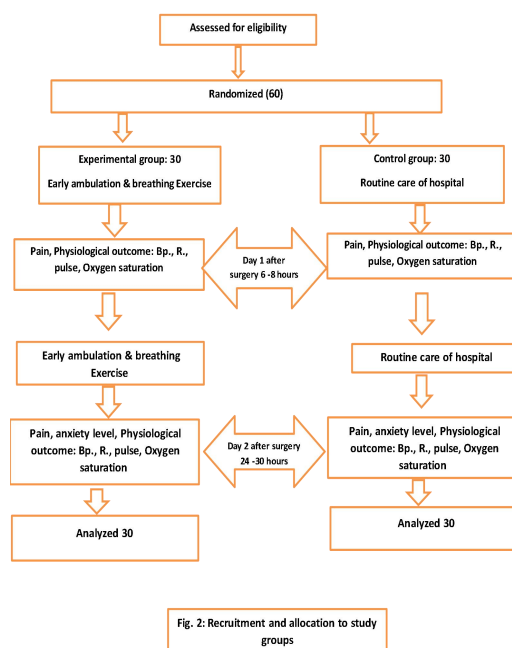 Assessed for eligibility
Randomized (60)
Experimental group: 30
Early ambulation & breathing Exercise
Control group: 30
Routine care of hospital
Pain, Physiological outcome: Bp., R.,
pulse, Oxygen saturation
Day 1 after
surgery 6 -8 hours
Pain, Physiological outcome: Bp., R.,
pulse, Oxygen saturation
Early ambulation & breathing
Exercise
Routine care of hospital
Pain, anxiety level, Physiological
outcome: Bp., R., pulse, Oxygen
saturation
Day 2 after surgery
24 -30 hours
Pain, anxiety level, Physiological
outcome: Bp., R., pulse, Oxygen
saturation
Analyzed 30
Analyzed 30
Fig. 2: Recruitment and allocation to study
groups